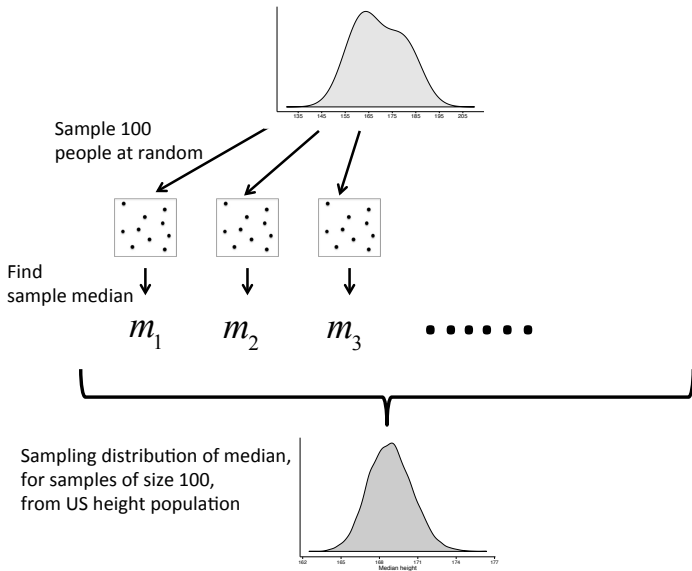 135 145 155 165 175 185 195 205
Sample 100
people at random
Find
sample median
m1 m2 m3
Sampling distribution of median,
for samples of size 100,
from US height population
162 165 168 171 174 177
Median height